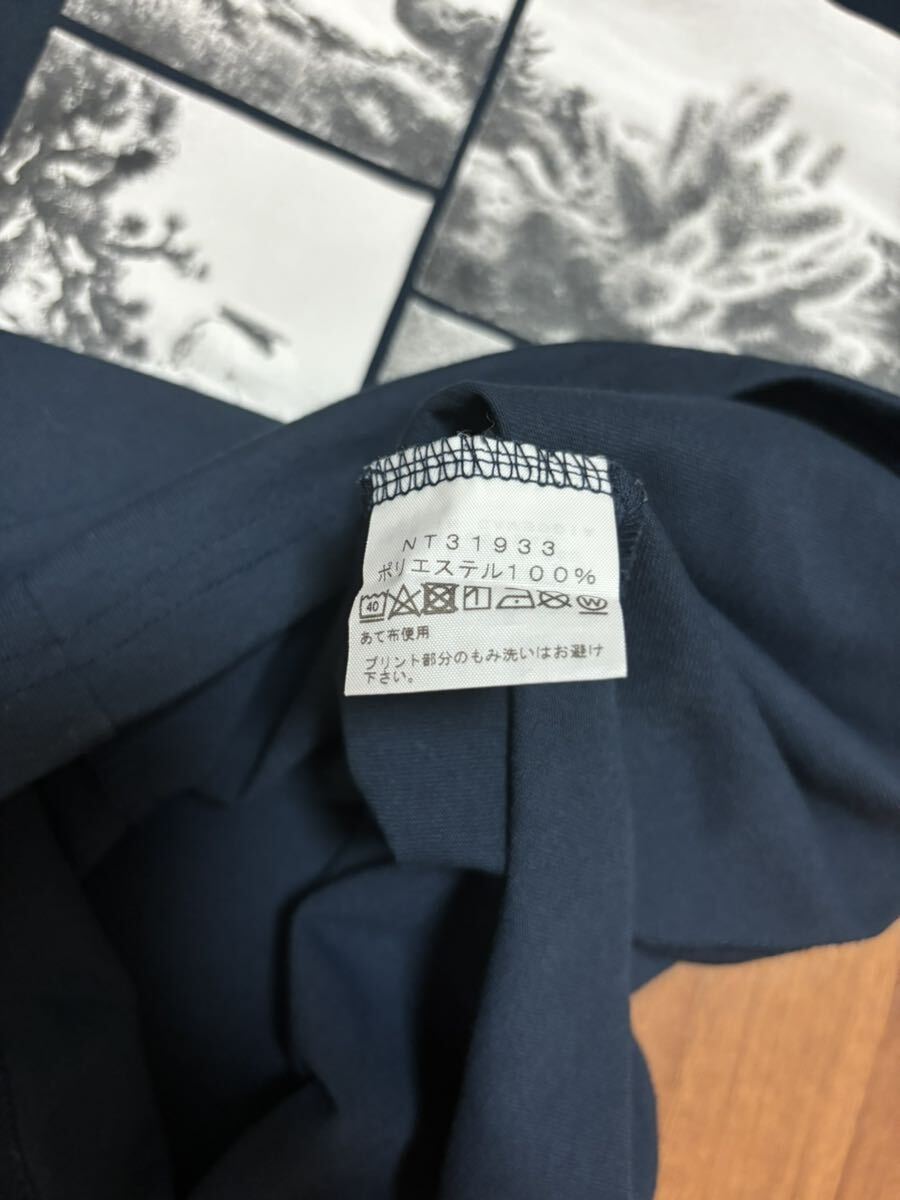 NT31933
ポリエステル100%
40 W
あて布使用
プリント部分のもみ洗いはお避け
下さい。